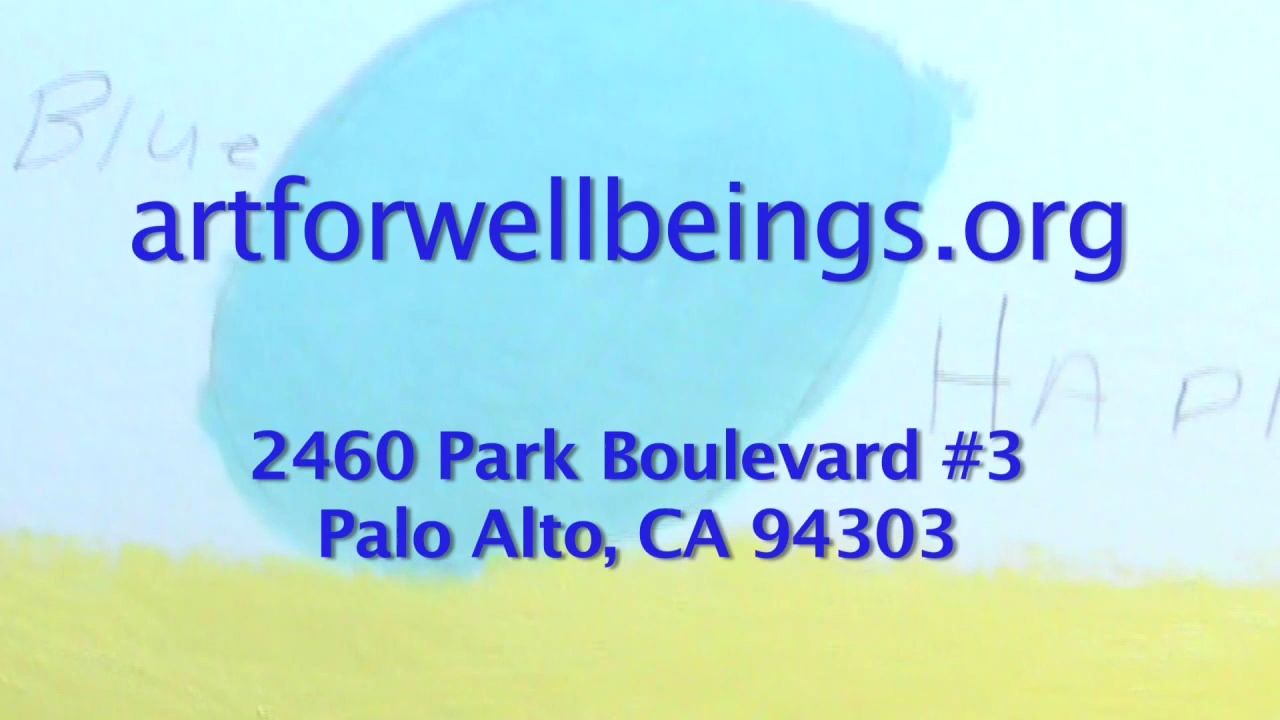 Blue
artforwellbeings.org
2460 Park Boulevard #3
Palo Alto, CA 94303